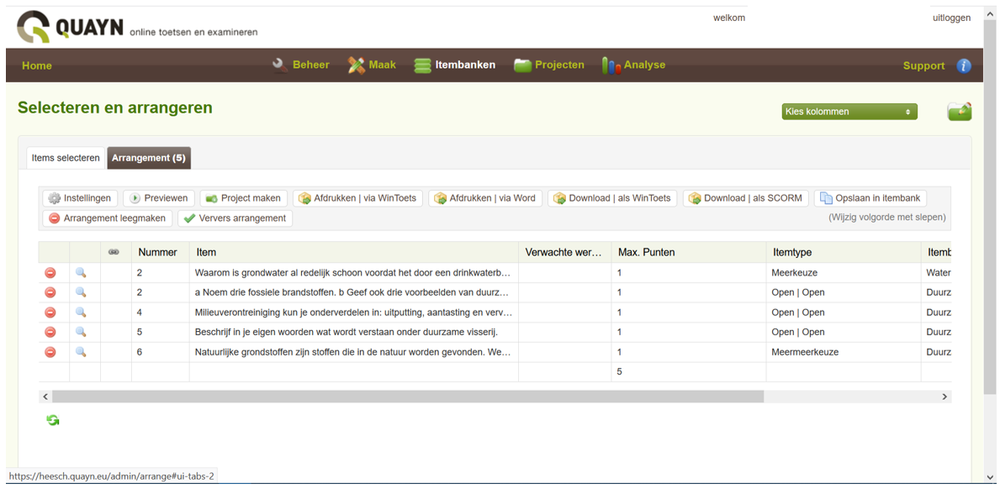 QUAYN online toetsen en examineren
welkom
uitloggen
Home Beheer Maak Itembanken Projecten Analyse Support i
Selecteren en arrangeren
Kies kolommen
Items selecteren Arrangement (5)
Instellingen Previewen Project maken Afdrukken | via WinToets Afdrukken | via Word Download | als WinToets Download | als SCORM Opslaan in itembank
Arrangement leegmaken Ververs arrangement (Wijzig volgorde met slepen)
Nummer Item Verwachte wer... Max. Punten Itemtype Itemb
2 Waarom is grondwater al redelijk schoon voordat het door een drinkwaterb... 1 Meerkeuze Water
2 a Noem drie fossiele brandstoffen. b Geef ook drie voorbeelden van duurz... 1 Open | Open Duurz
4 Milieuverontreiniging kun je onderverdelen in: uitputting, aantasting en verv... 1 Open | Open Duurz
5 Beschrijf in je eigen woorden wat wordt verstaan onder duurzame visserij. 1 Open | Open Duurz
6 Natuurlijke grondstoffen zijn stoffen die in de natuur worden gevonden. We... 1 Meermeerkeuze Duurz
5
https://heesch.quayn.eu/admin/arrange#ui-tabs-2